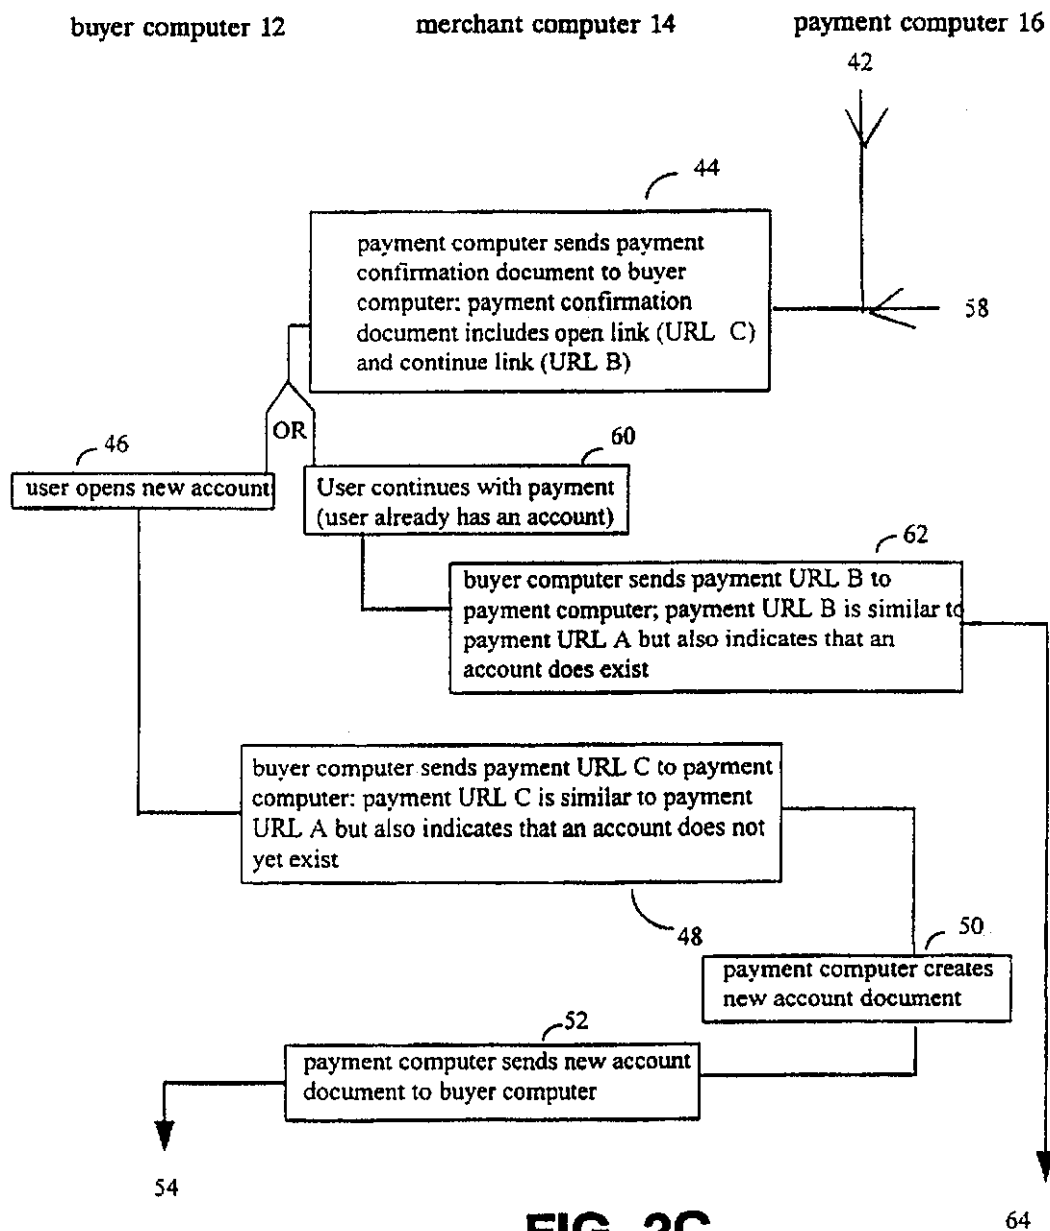 buyer computer 12 merchant computer 14 payment computer 16
42
44
payment computer sends payment
confirmation document to buyer
computer: payment confirmation
document includes open link (URL C)
and continue link (URL B)
58
OR
46
user opens new account
60
User continues with payment
(user already has an account)
62
buyer computer sends payment URL B to
payment computer; payment URL B is similar to
payment URL A but also indicates that an
account does exist
buyer computer sends payment URL C to payment
computer: payment URL C is similar to payment
URL A but also indicates that an account does not
yet exist
48
50
payment computer creates
new account document
52
payment computer sends new account
document to buyer computer
54
64
FIG. 2C